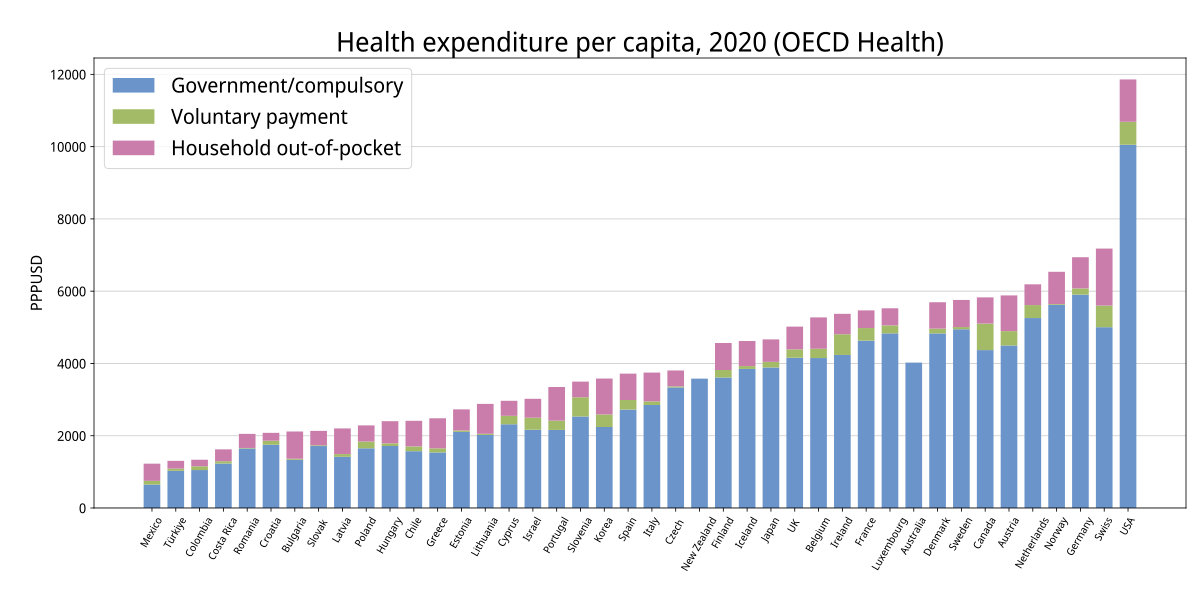 Health expenditure per capita, 2020 (OECD Health)
Government/compulsory
Voluntary payment
Household out-of-pocket
PPPUSD
12000
10000
8000
6000
4000
2000
0
Mexico
Türkiye
Colombia
Costa Rica
Romania
Croatia
Bulgaria
Slovak
Latvia
Poland
Hungary
Chile
Greece
Estonia
Lithuania
Cyprus
Israel
Portugal
Slovenia
Korea
Spain
Italy
Czech
New Zealand
Finland
Iceland
Japan
UK
Belgium
Ireland
France
Luxembourg
Australia
Denmark
Sweden
Canada
Austria
Netherlands
Norway
Germany
Swiss
USA